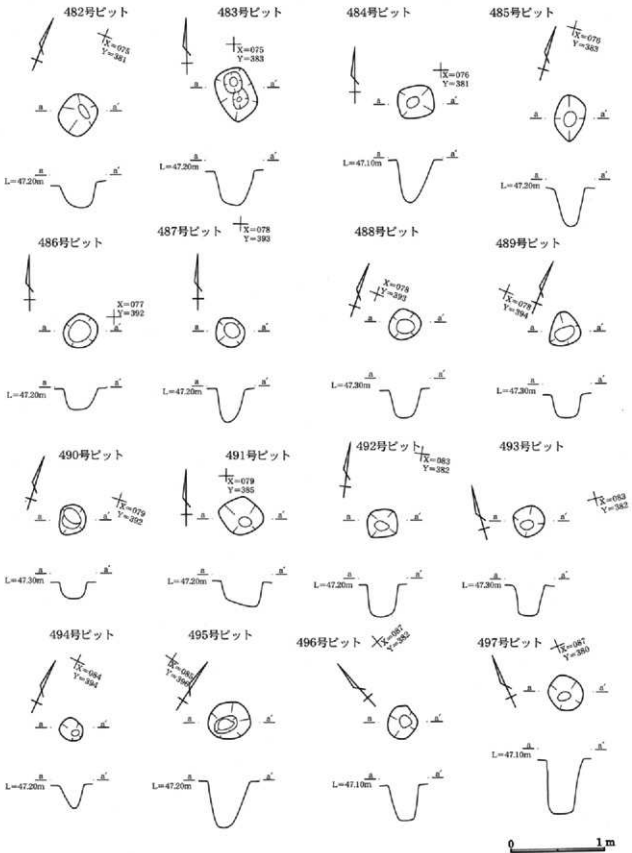 482号ピット
X=075
Y=381
a a'
L=47.20m a a'
483号ピット
X=075
Y=383
a a'
L=47.20m a a'
484号ピット
X=076
Y=381
a a'
L=47.10m a a'
485号ピット
X=076
Y=383
a a'
L=47.20m a a'
486号ピット
X=077
Y=392
a a'
L=47.20m a a'
487号ピット
X=078
Y=393
a a'
L=47.20m a a'
488号ピット
X=078
Y=393
a a'
L=47.30m a a'
489号ピット
X=078
Y=394
a a'
L=47.30m a a'
490号ピット
X=079
Y=392
a a'
L=47.30m a a'
491号ピット
X=079
Y=385
a a'
L=47.20m a a'
492号ピット
X=083
Y=382
a a'
L=47.20m a a'
493号ピット
X=083
Y=382
a a'
L=47.30m a a'
494号ピット
X=084
Y=394
a a'
L=47.20m a a'
495号ピット
X=085
Y=396
a a'
L=47.20m a a'
496号ピット
X=087
Y=382
a a'
L=47.10m a a'
497号ピット
X=087
Y=380
a a'
L=47.10m a a'
0 1m